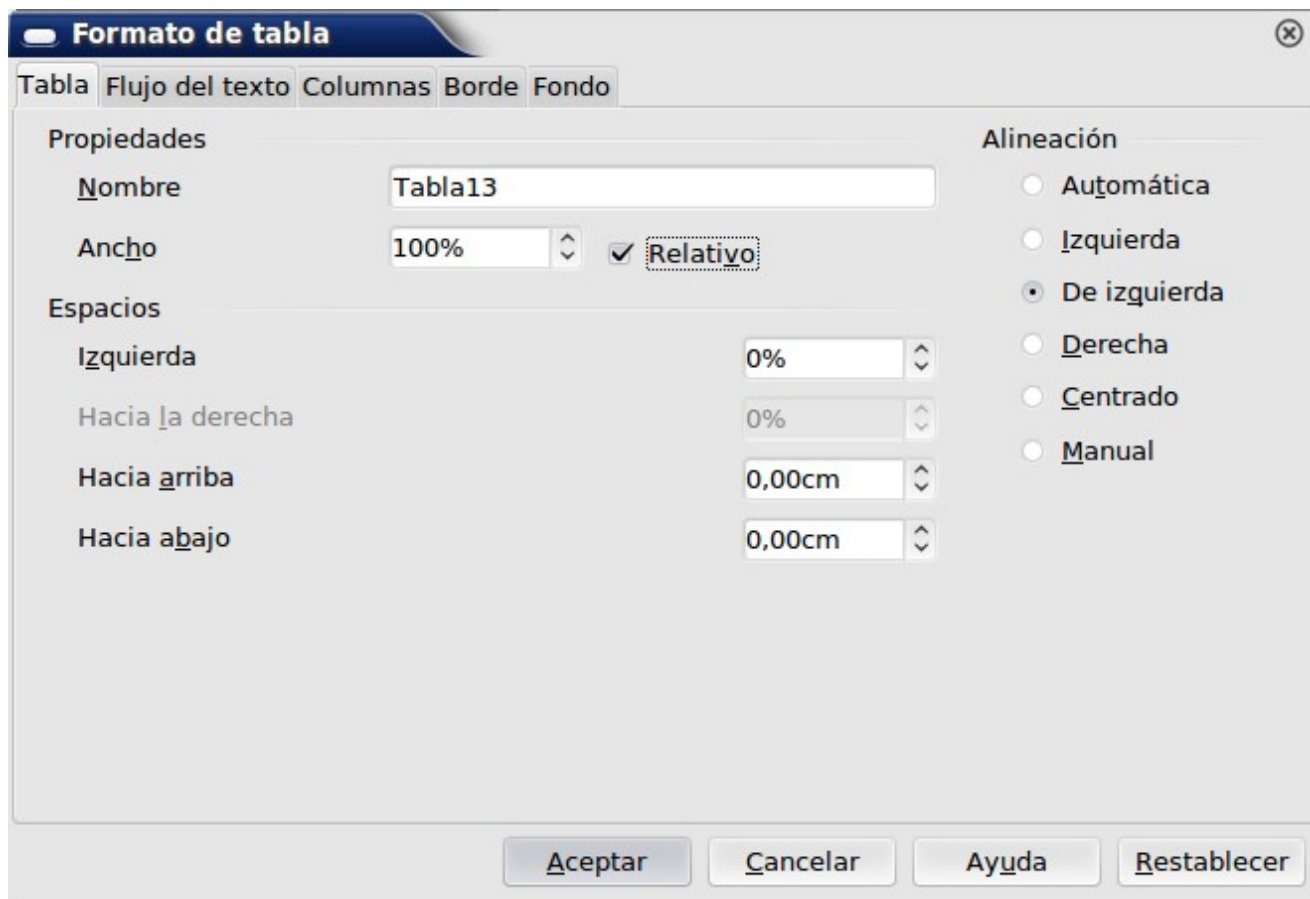 Formato de tabla
Tabla Flujo del texto Columnas Borde Fondo
Propiedades
Nombre Tabla13
Ancho 100% Relativo
Espacios
Izquierda 0%
Hacia la derecha 0%
Hacia arriba 0,00cm
Hacia abajo 0,00cm
Alineación
Automática
Izquierda
De izquierda
Derecha
Centrado
Manual
Aceptar Cancelar Ayuda Restablecer